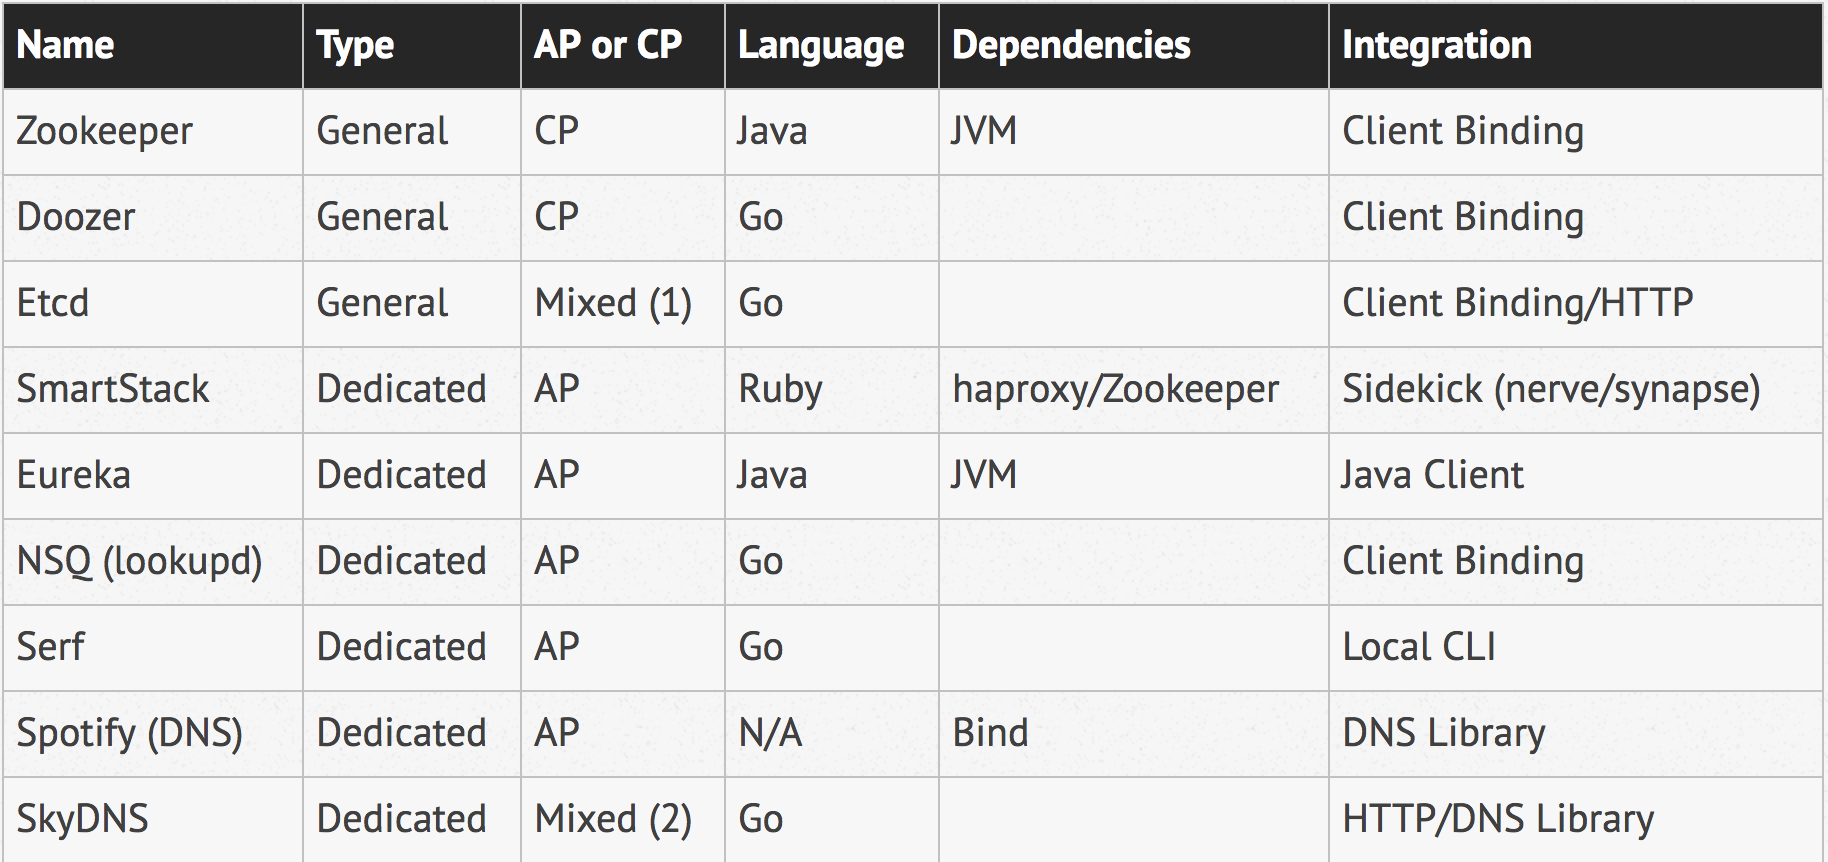 Name Type AP or CP Language Dependencies Integration
Zookeeper General CP Java JVM Client Binding
Doozer General CP Go Client Binding
Etcd General Mixed (1) Go Client Binding/HTTP
SmartStack Dedicated AP Ruby haproxy/Zookeeper Sidekick (nerve/synapse)
Eureka Dedicated AP Java JVM Java Client
NSQ (lookupd) Dedicated AP Go Client Binding
Serf Dedicated AP Go Local CLI
Spotify (DNS) Dedicated AP N/A Bind DNS Library
SkyDNS Dedicated Mixed (2) Go HTTP/DNS Library